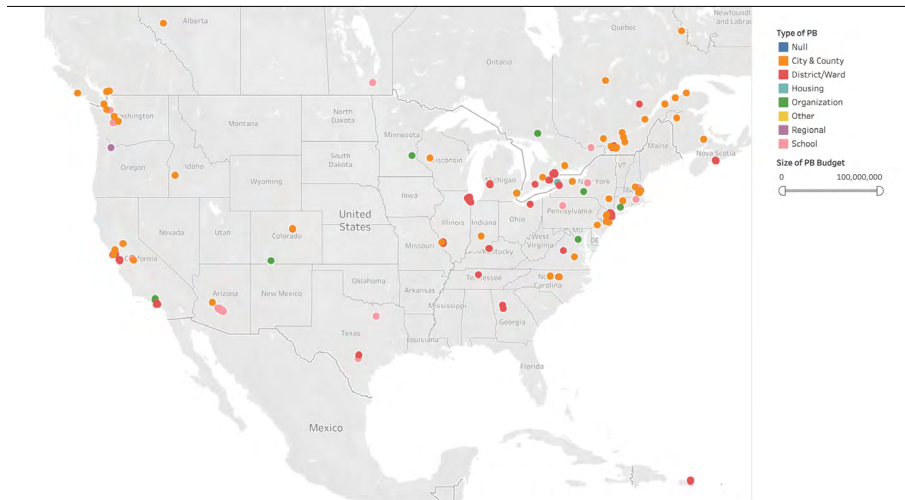 Newfoundl
and Labrac
Alberta
Quebec
Ontario
Washington
North
Dakota
Montana
Minnesota
Maine
Oregon
Idaho
South
Dakota
Wisconsin
VT
Nova Scotia
Michigan
New York
Wyoming
Iowa
Ma
Pennsylvania
Nevada
Utah
United
States
Illinois
Indiana
Ohio
Colorado
Missouri
West
Virginia
MD
DE
California
Kentucky
Arizona
New Mexico
Oklahoma
Arkansas
Tennessee
North
Carolina
Mississippi
Georgia
Texas
Louisiana
Florida
Mexico
Type of PB
Null
City & County
District/Ward
Housing
Organization
Other
Regional
School
Size of PB Budget
0 100,000,000